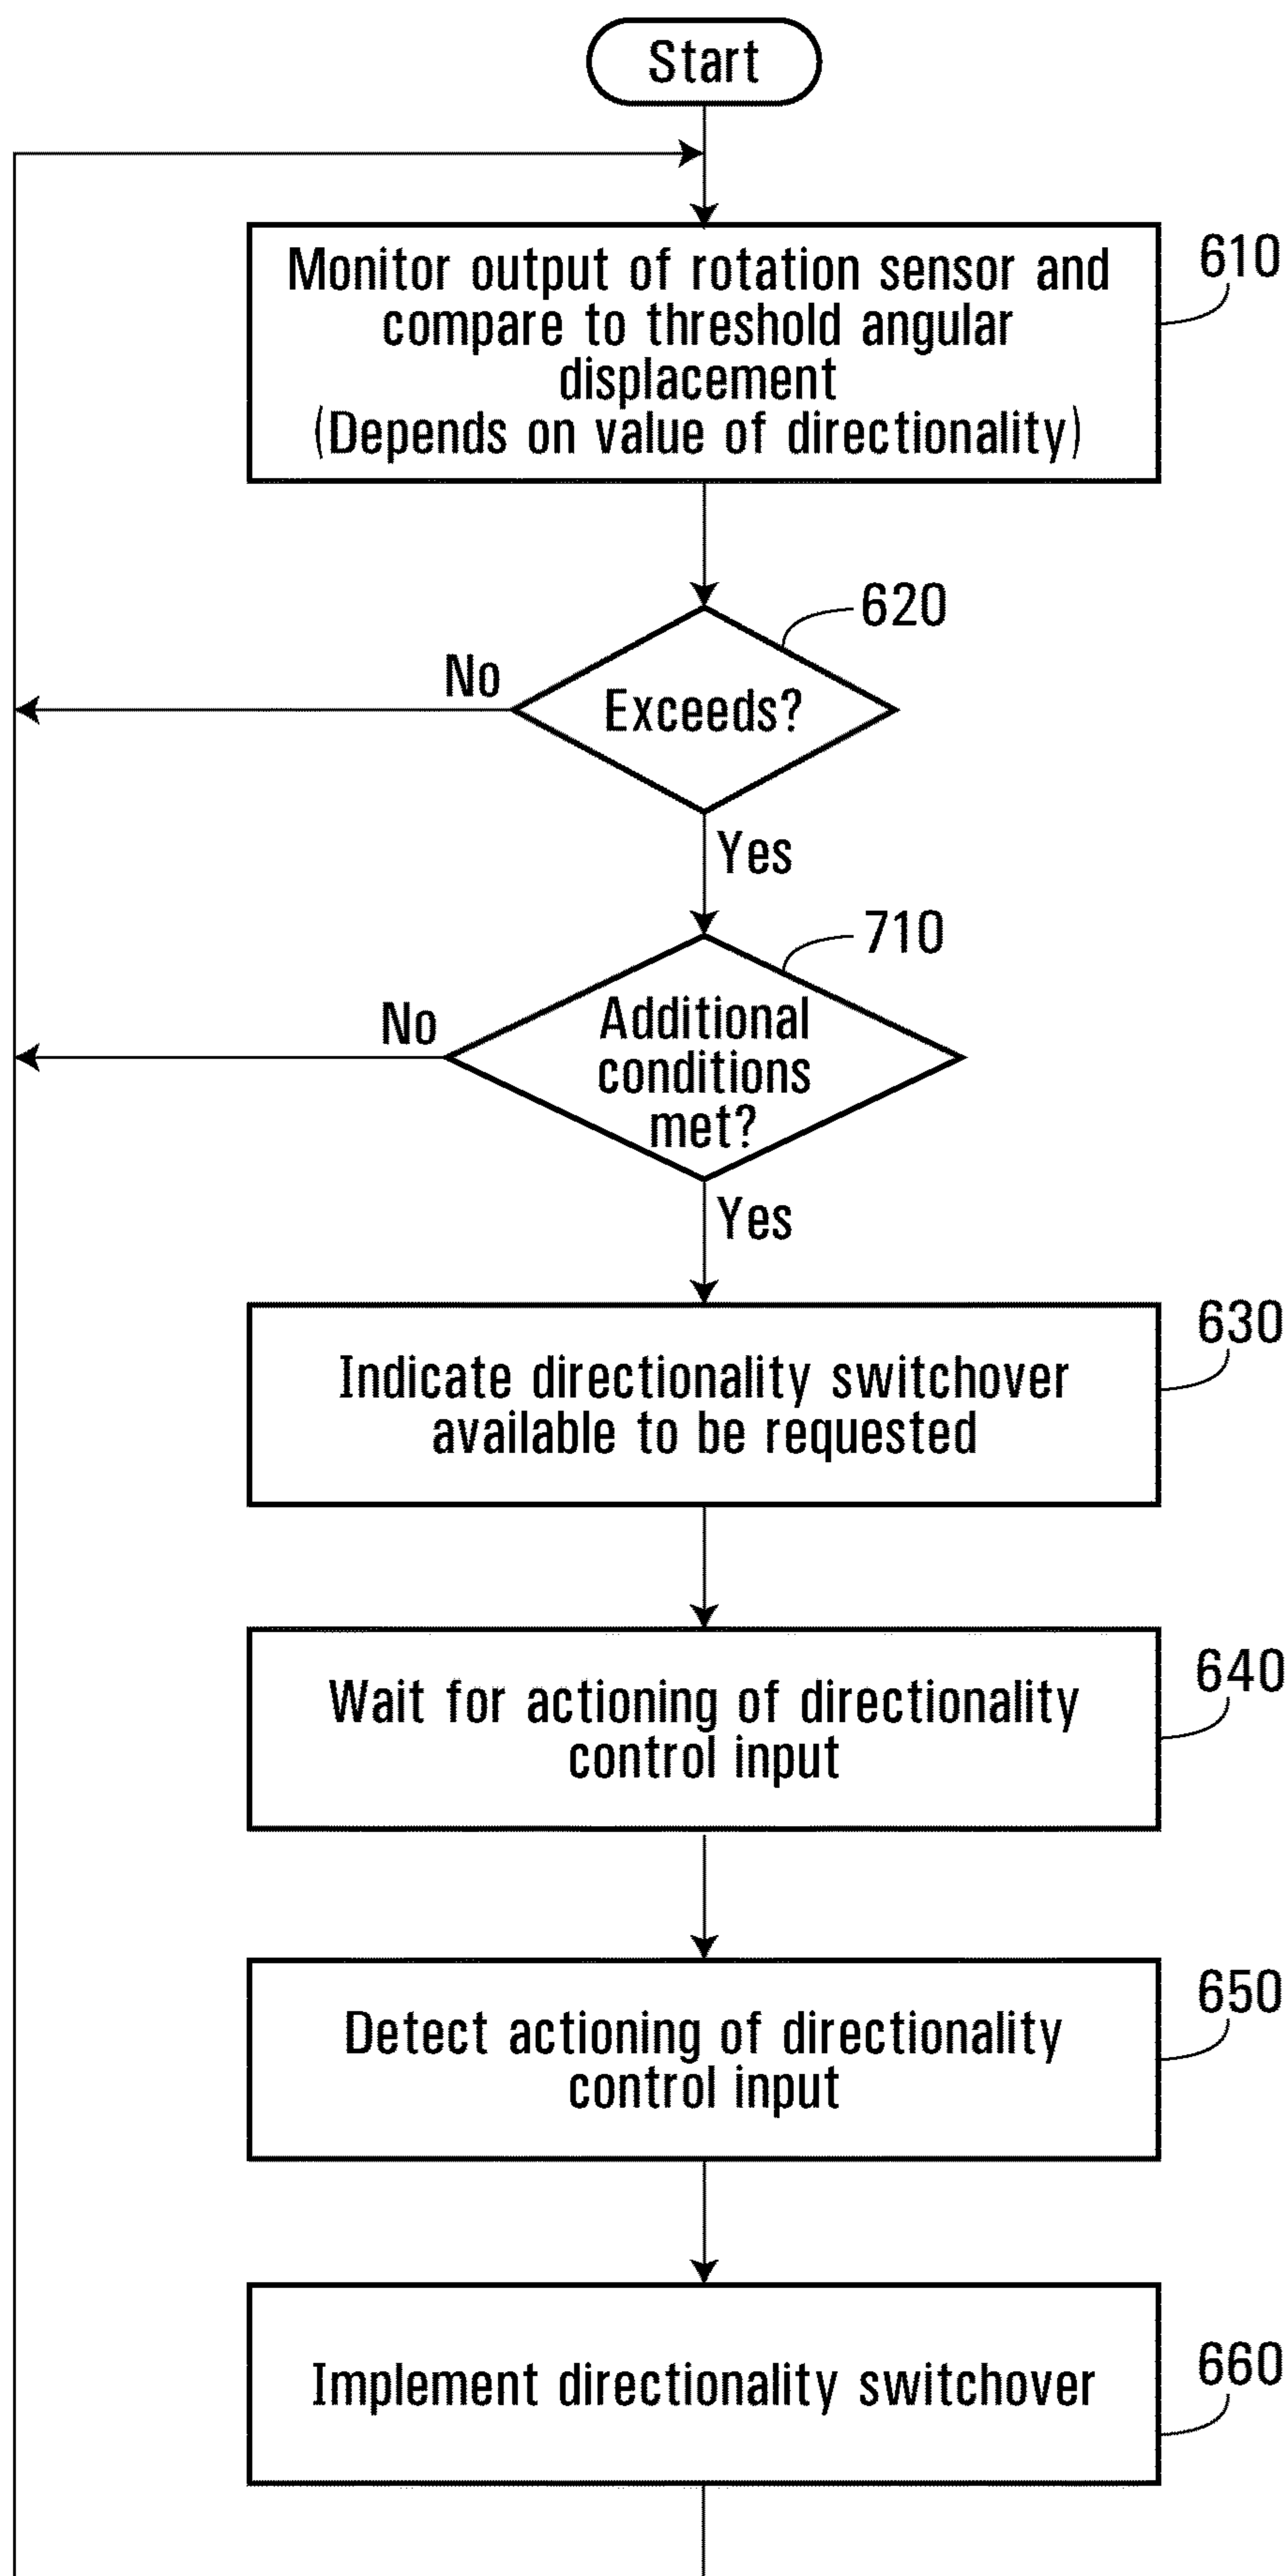 Start
Monitor output of rotation sensor and
compare to threshold angular
displacement
(Depends on value of directionality)
610
620
No
Exceeds?
Yes
710
No
Additional
conditions
met?
Yes
630
Indicate directionality switchover
available to be requested
640
Wait for actioning of directionality
control input
650
Detect actioning of directionality
control input
660
Implement directionality switchover